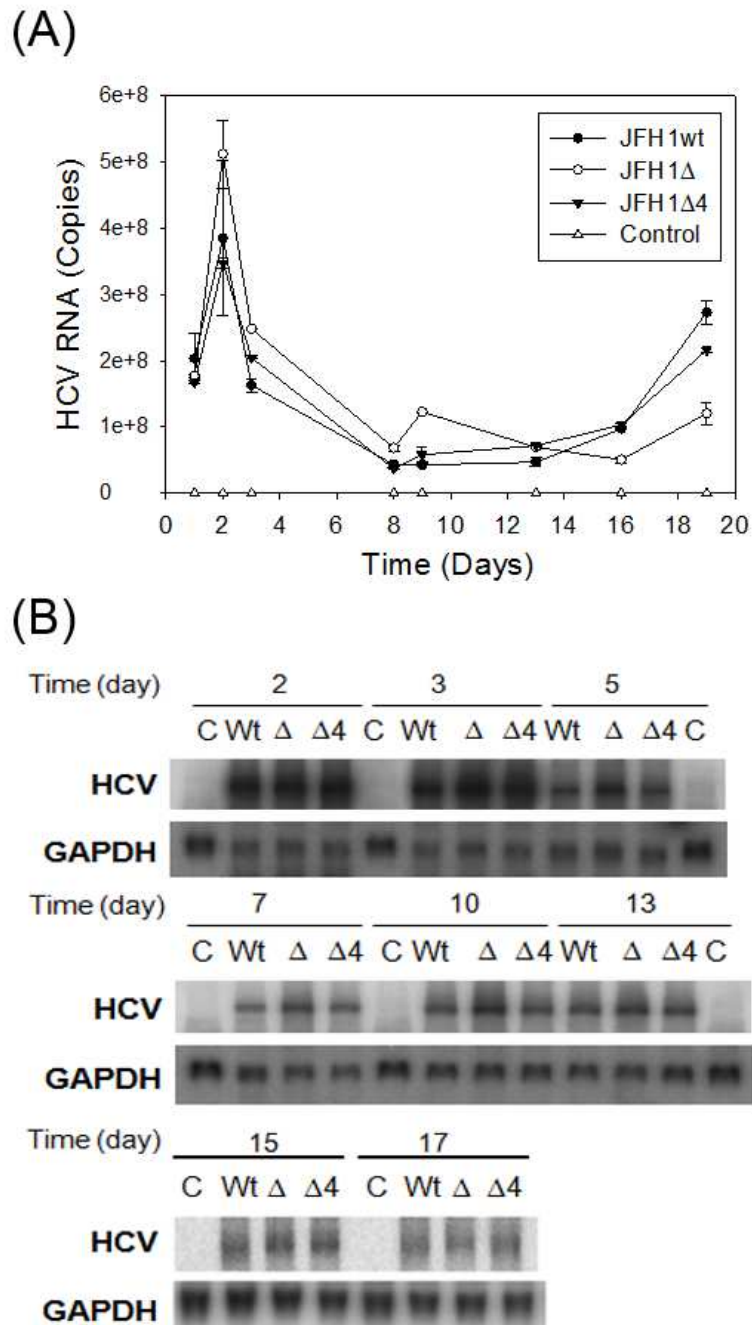 (A)
6e+8
5e+8
4e+8
3e+8
2e+8
1e+8
0
HCV RNA (Copies)
JFH1wt
JFH1Δ
JFH1Δ4
Control
0 2 4 6 8 10 12 14 16 18 20
Time (Days)
(B)
Time (day) 2 3 5
C Wt Δ Δ4 C Wt Δ Δ4 Wt Δ Δ4 C
HCV
GAPDH
Time (day) 7 10 13
C Wt Δ Δ4 C Wt Δ Δ4 Wt Δ Δ4 C
HCV
GAPDH
Time (day) 15 17
C Wt Δ Δ4 C Wt Δ Δ4
HCV
GAPDH